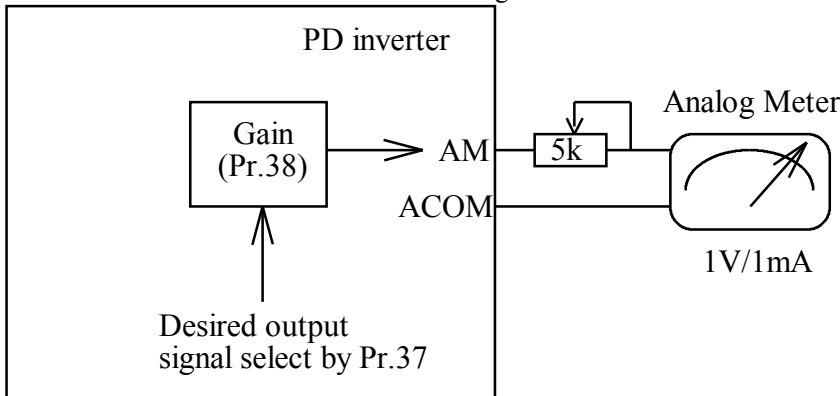 PD inverter
Gain
(Pr.38)
AM
5k
Analog Meter
ACOM
1V/1mA
Desired output
signal select by Pr.37